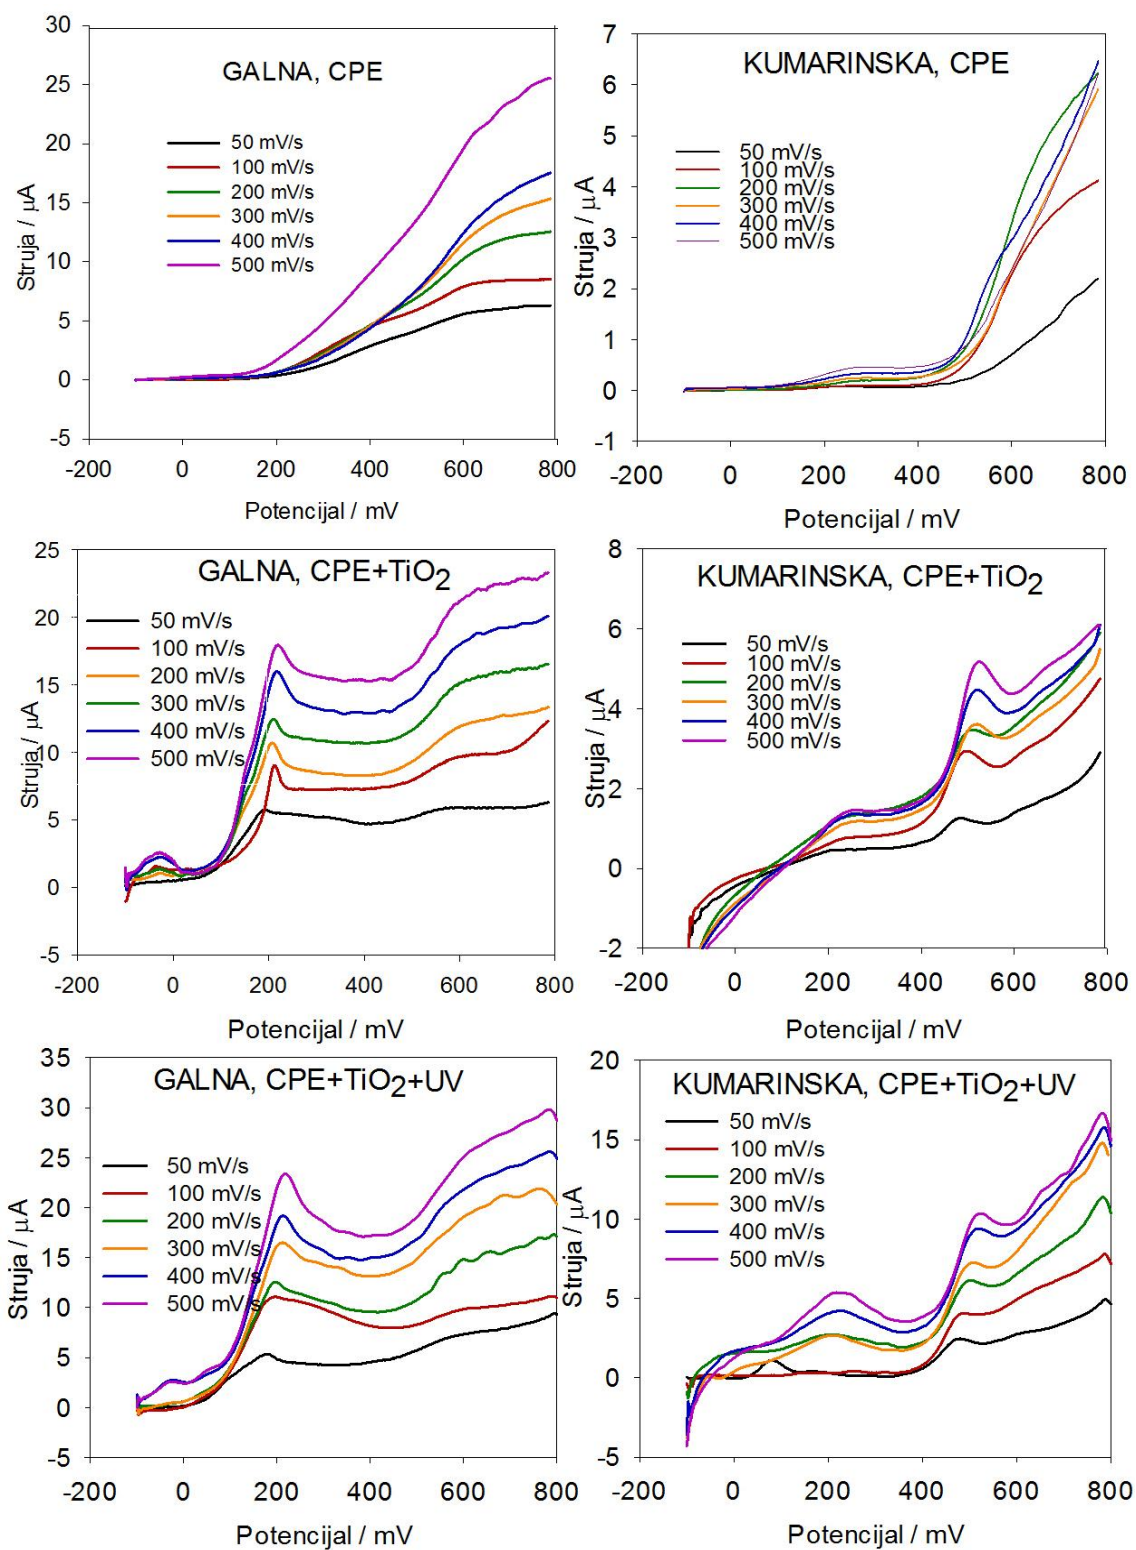 GALNA, CPE
Struja / μA
30
25
20
15
10
5
0
-5
50 mV/s
100 mV/s
200 mV/s
300 mV/s
400 mV/s
500 mV/s
-200 0 200 400 600 800
Potencijal / mV
KUMARINSKA, CPE
Struja / μA
7
6
5
4
3
2
1
0
-1
50 mV/s
100 mV/s
200 mV/s
300 mV/s
400 mV/s
500 mV/s
-200 0 200 400 600 800
Potencijal / mV
GALNA, CPE+TiO2
Struja / μA
25
20
15
10
5
0
-5
50 mV/s
100 mV/s
200 mV/s
300 mV/s
400 mV/s
500 mV/s
-200 0 200 400 600 800
Potencijal / mV
KUMARINSKA, CPE+TiO2
Struja / μA
8
6
4
2
0
-2
50 mV/s
100 mV/s
200 mV/s
300 mV/s
400 mV/s
500 mV/s
-200 0 200 400 600 800
Potencijal / mV
GALNA, CPE+TiO2+UV
Struja / μA
35
30
25
20
15
10
5
0
-5
50 mV/s
100 mV/s
200 mV/s
300 mV/s
400 mV/s
500 mV/s
-200 0 200 400 600 800
Potencijal / mV
KUMARINSKA, CPE+TiO2+UV
Struja / μA
20
15
10
5
0
-5
50 mV/s
100 mV/s
200 mV/s
300 mV/s
400 mV/s
500 mV/s
-200 0 200 400 600 800
Potencijal / mV